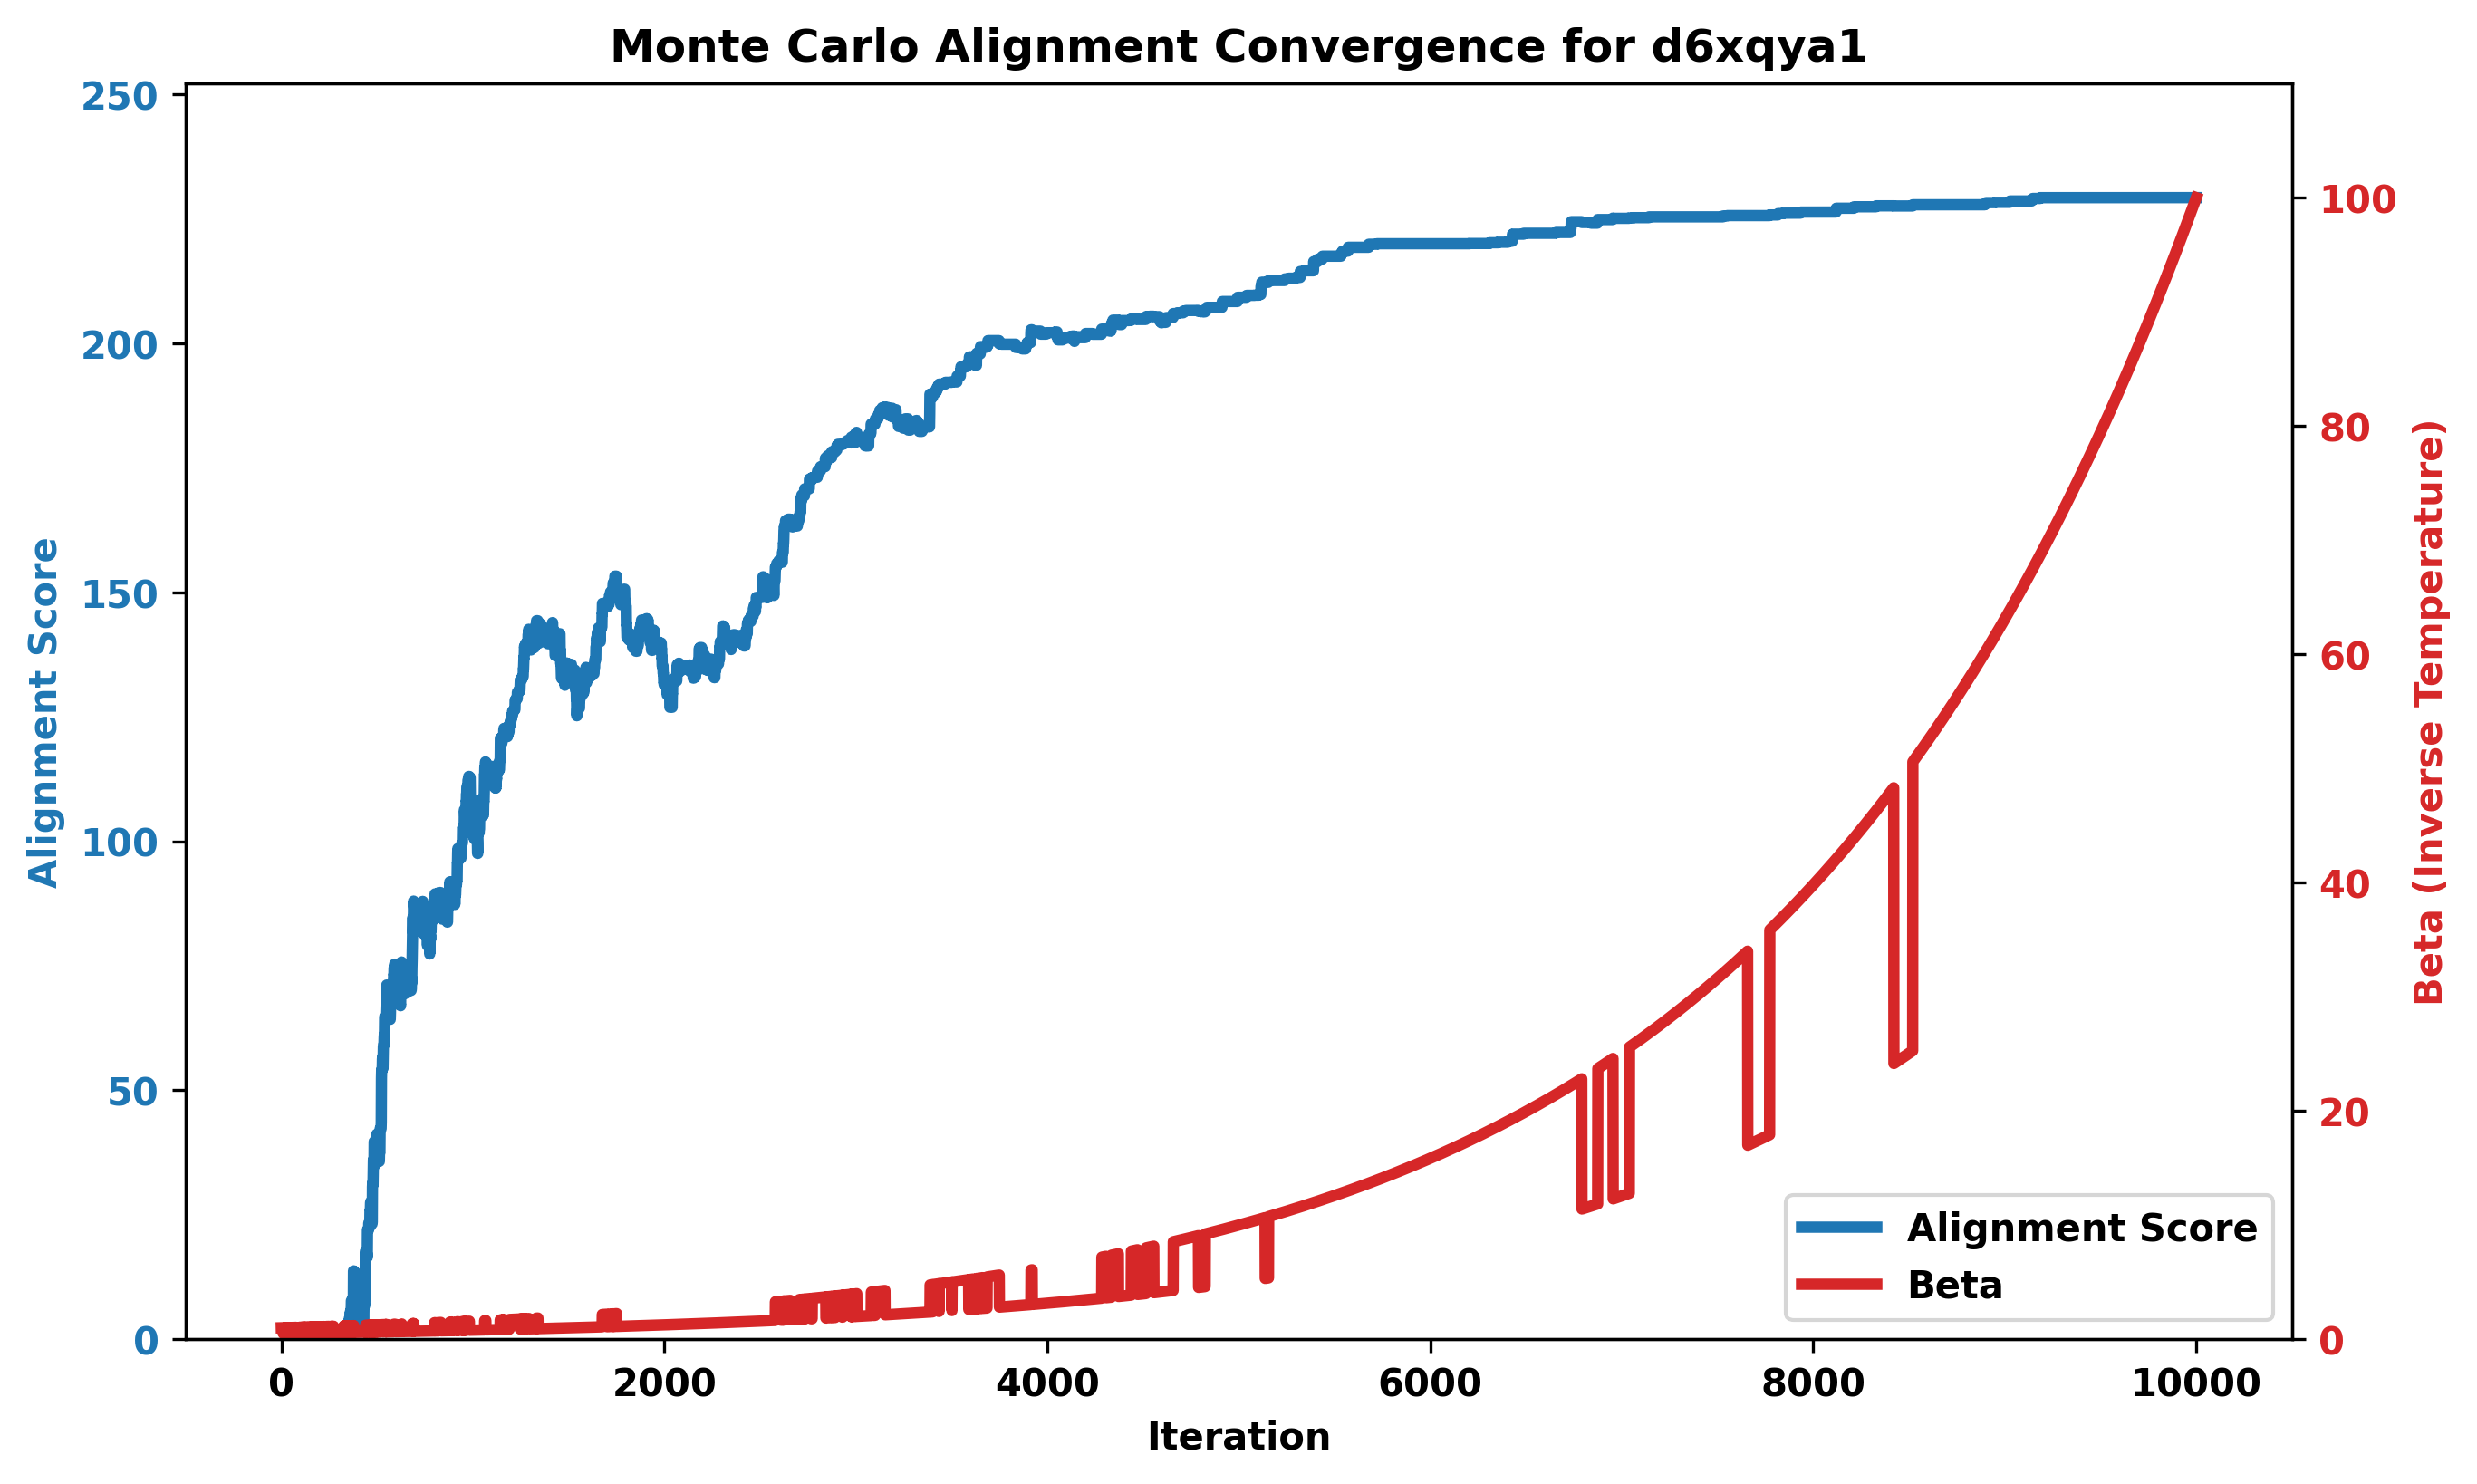 Monte Carlo Alignment Convergence for d6xqya1
Alignment Score
250
200
150
100
50
0
100
80
60
40
20
0
Beta (Inverse Temperature)
Alignment Score
Beta
0 2000 4000 6000 8000 10000
Iteration